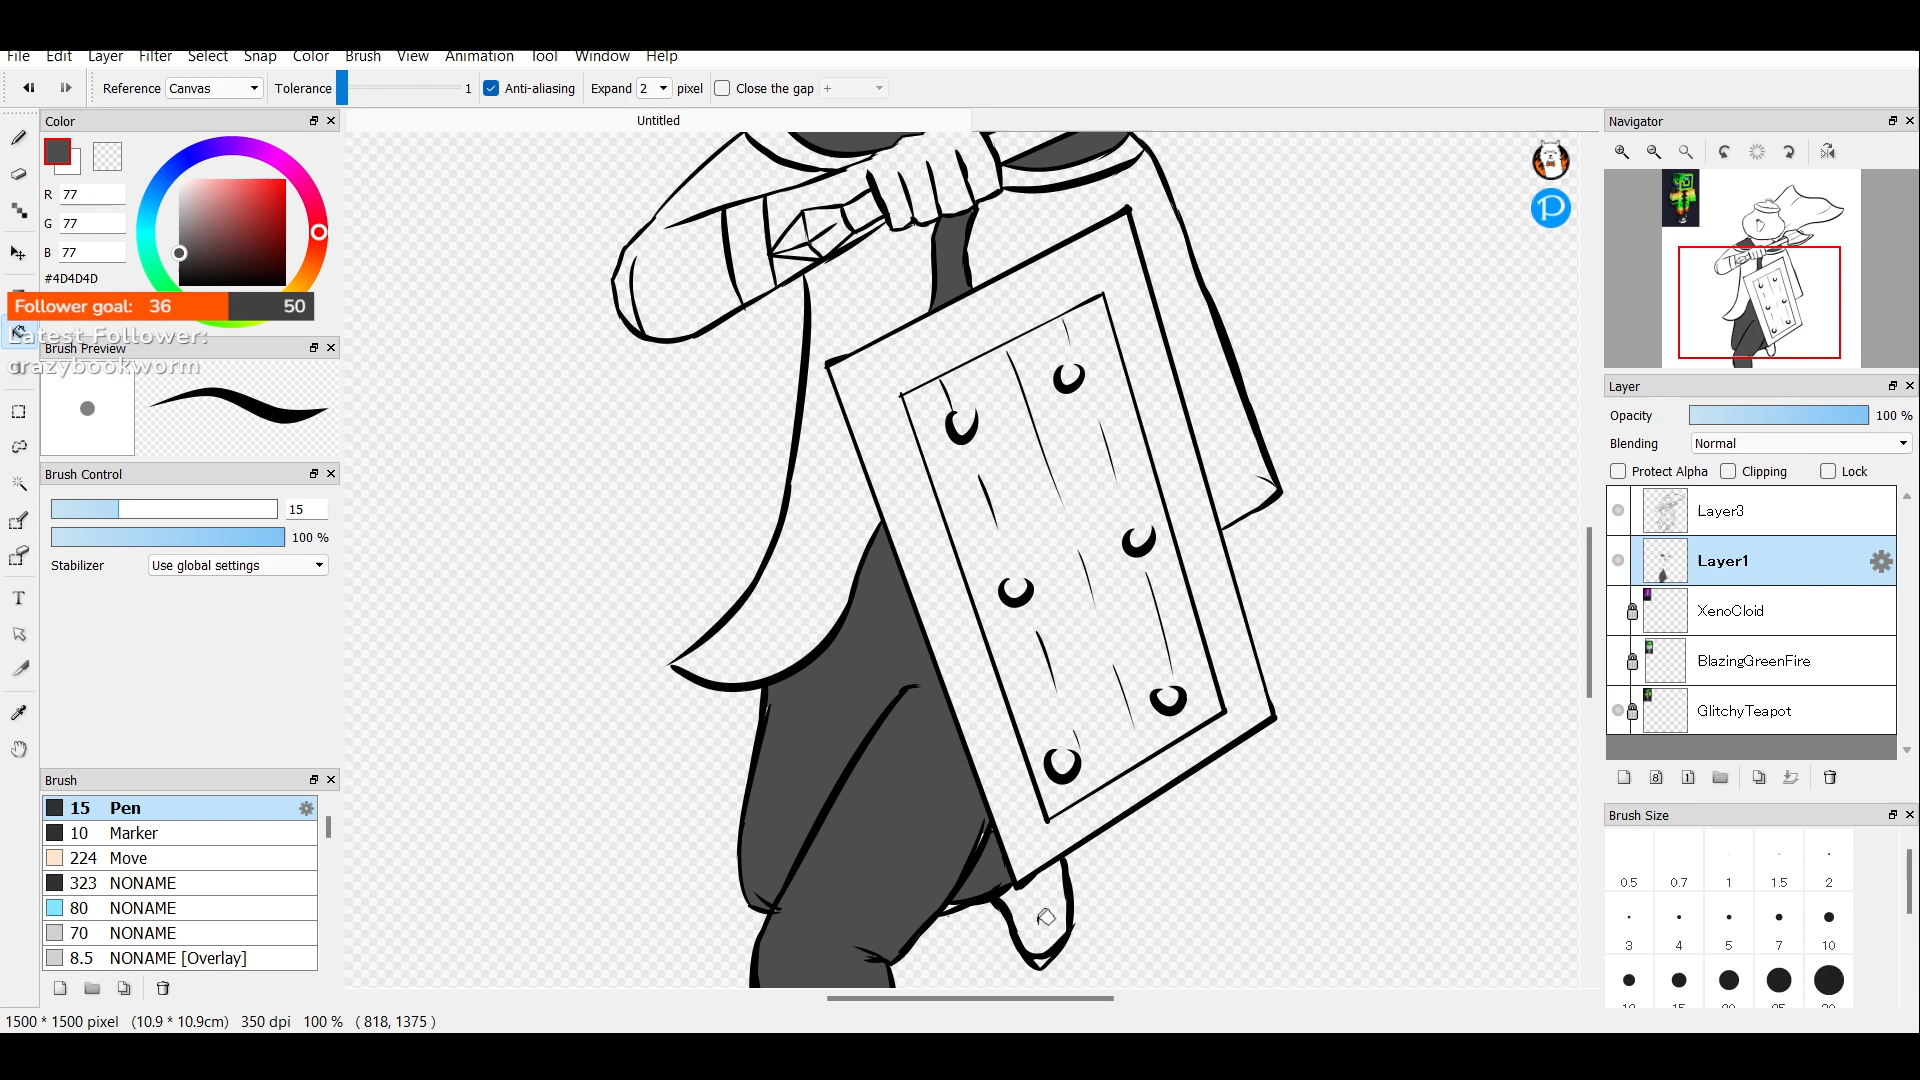 File Edit Layer Filter Select Snap Color Brush View Animation Tool Window Help
Reference Canvas Tolerance 1 Anti-aliasing Expand 2 pixel Close the gap +
Color
Untitled
Navigator
R 77
G 77
B 77
#4D4D4D
Follower goal: 36 50
Latest Follower:
crazybookworm
Brush Preview
Brush Control
15
100 %
Stabilizer Use global settings
Brush
15 Pen
10 Marker
224 Move
323 NONAME
80 NONAME
70 NONAME
8.5 NONAME [Overlay]
Layer
Opacity 100 %
Blending Normal
Protect Alpha Clipping Lock
Layer3
Layer1
XenoCloid
BlazingGreenFire
GlitchyTeapot
8 1
Brush Size
0.5 0.7 1 1.5 2
3 4 5 7 10
T
P
1500 * 1500 pixel (10.9 * 10.9cm) 350 dpi 100 % ( 818, 1375 )